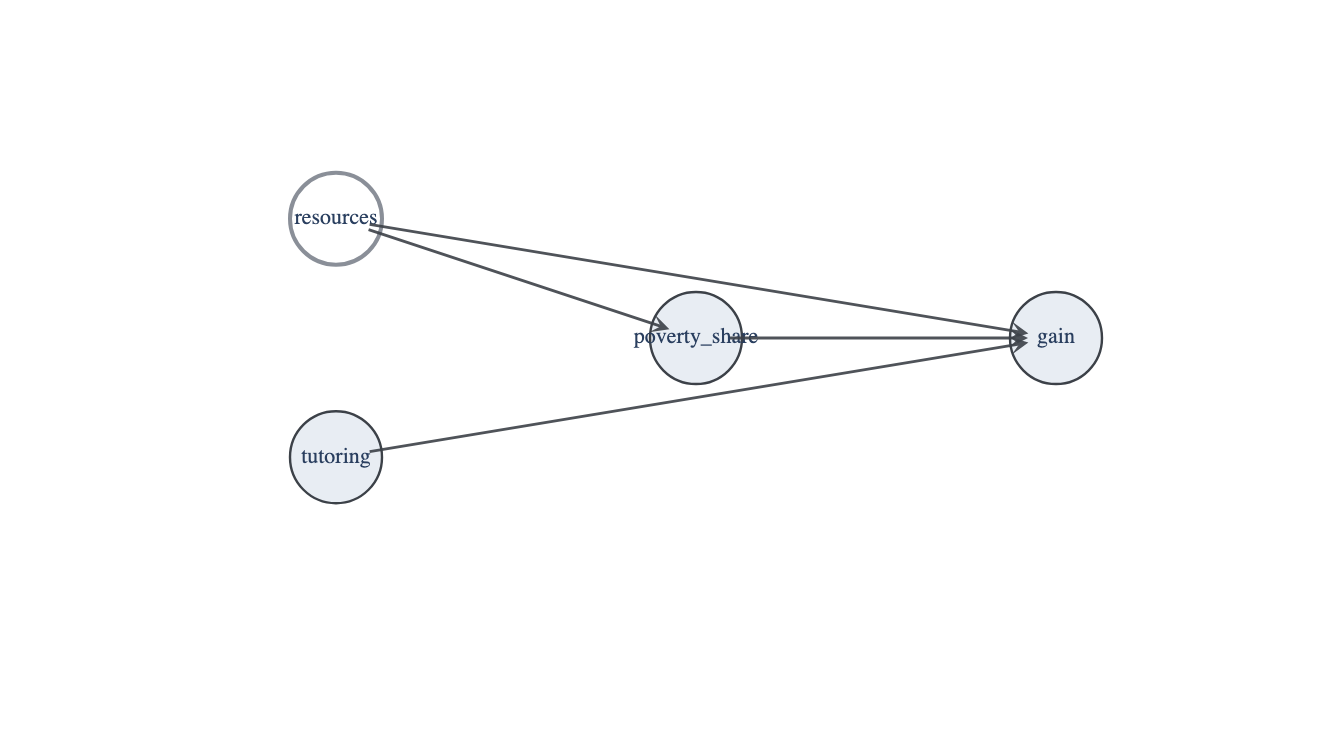 resources
poverty_share
gain
tutoring